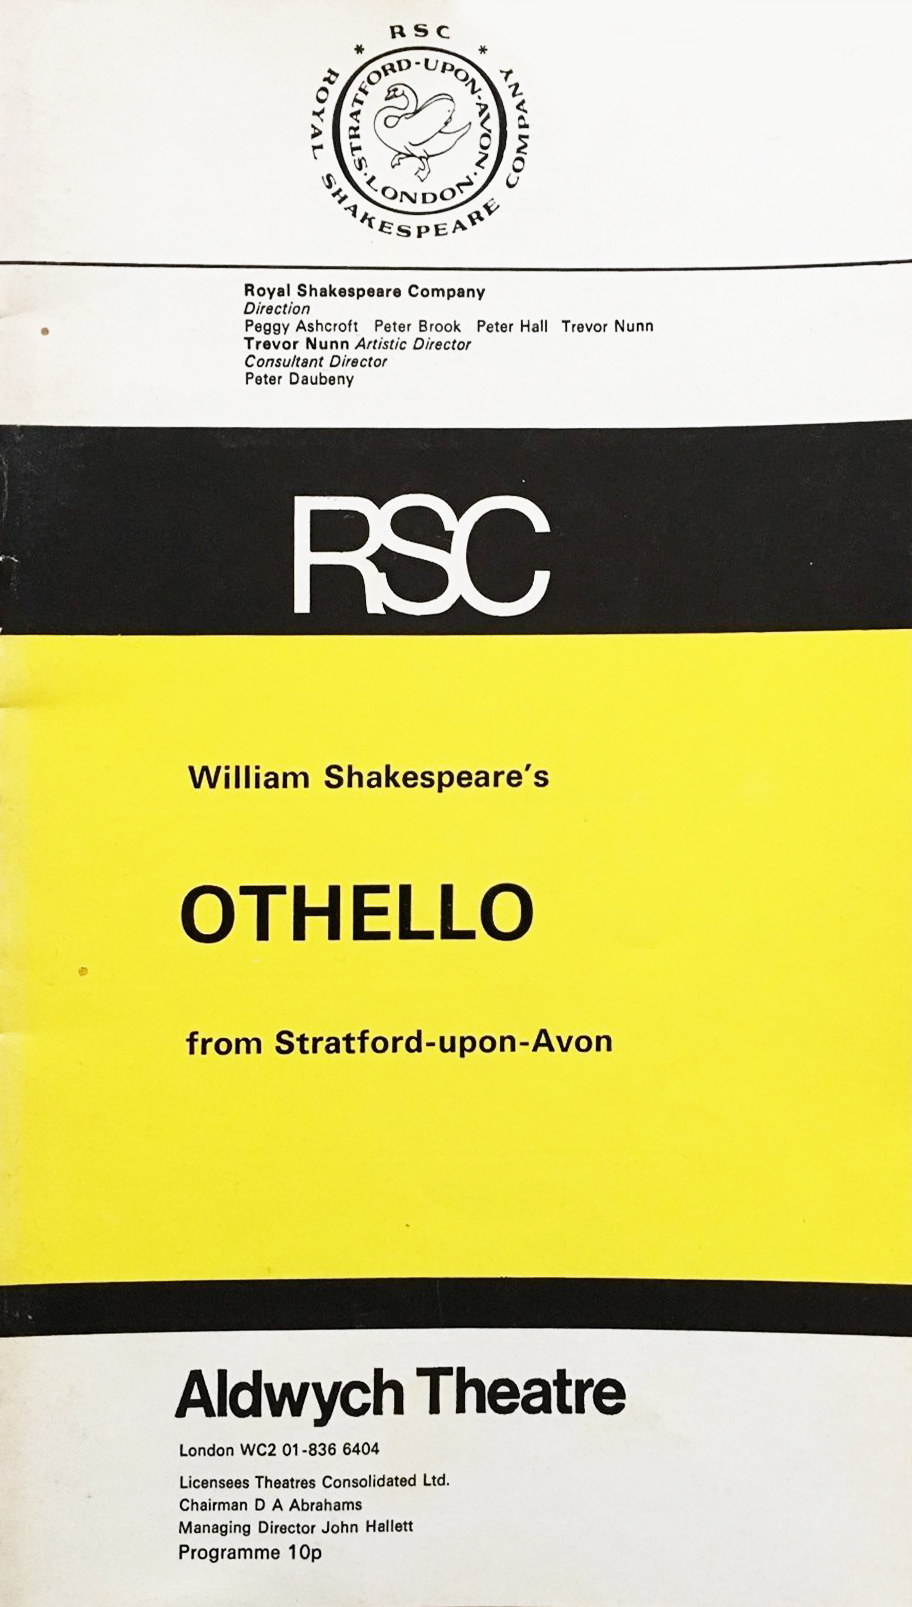 RSC
* ROYAL SHAKESPEARE COMPANY *
STRATFORD-UPON-AVON · LONDON ·
Royal Shakespeare Company
Direction
Peggy Ashcroft Peter Brook Peter Hall Trevor Nunn
Trevor Nunn Artistic Director
Consultant Director
Peter Daubeny
RSC
William Shakespeare's
OTHELLO
from Stratford-upon-Avon
Aldwych Theatre
London WC2 01-836 6404
Licensees Theatres Consolidated Ltd.
Chairman D A Abrahams
Managing Director John Hallett
Programme 10p